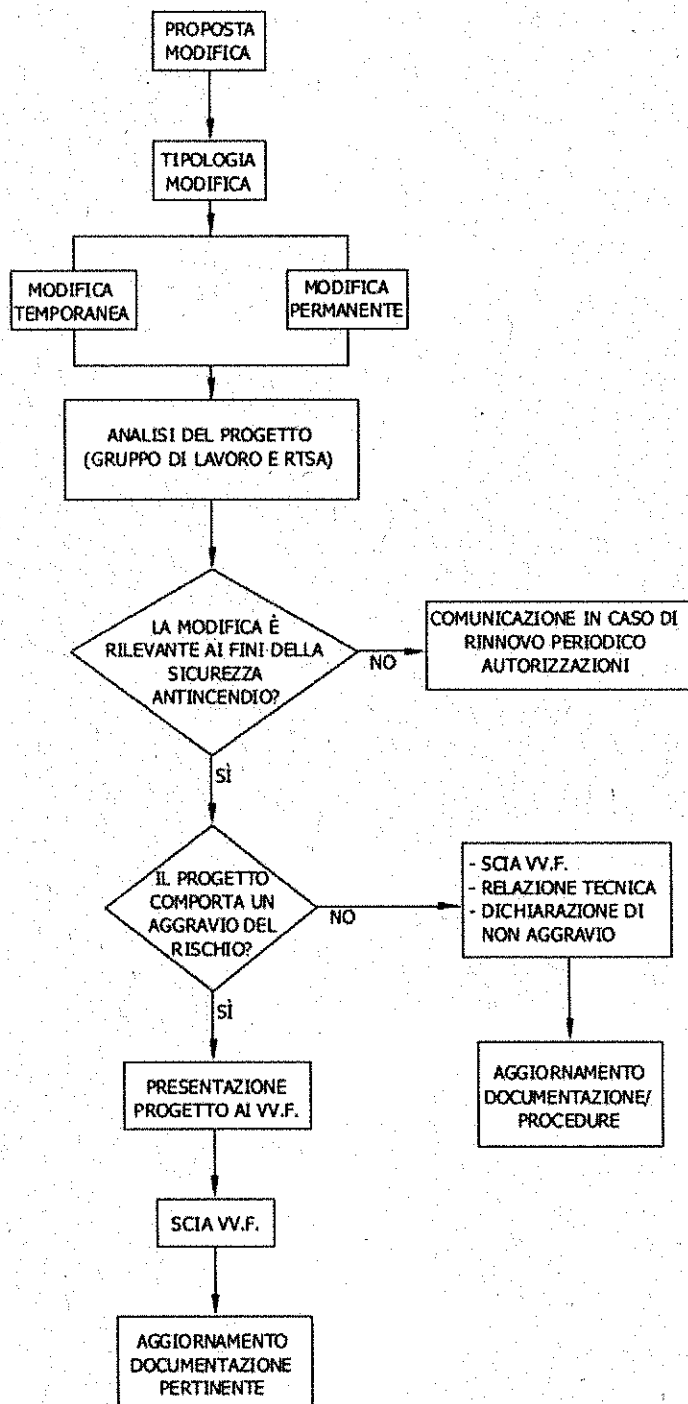 PROPOSTA
MODIFICA
TIPOLOGIA
MODIFICA
MODIFICA
TEMPORANEA
MODIFICA
PERMANENTE
ANALISI DEL PROGETTO
(GRUPPO DI LAVORO E RTSA)
LA MODIFICA È
RILEVANTE AI FINI DELLA
SICUREZZA
ANTINCENDIO?
NO
COMUNICAZIONE IN CASO DI
RINNOVO PERIODICO
AUTORIZZAZIONI
SÌ
IL PROGETTO
COMPORTA UN
AGGRAVIO DEL
RISCHIO?
NO
- SCIA VV.F.
- RELAZIONE TECNICA
- DICHIARAZIONE DI
NON AGGRAVIO
SÌ
PRESENTAZIONE
PROGETTO AI VV.F.
AGGIORNAMENTO
DOCUMENTAZIONE/
PROCEDURE
SCIA VV.F.
AGGIORNAMENTO
DOCUMENTAZIONE
PERTINENTE